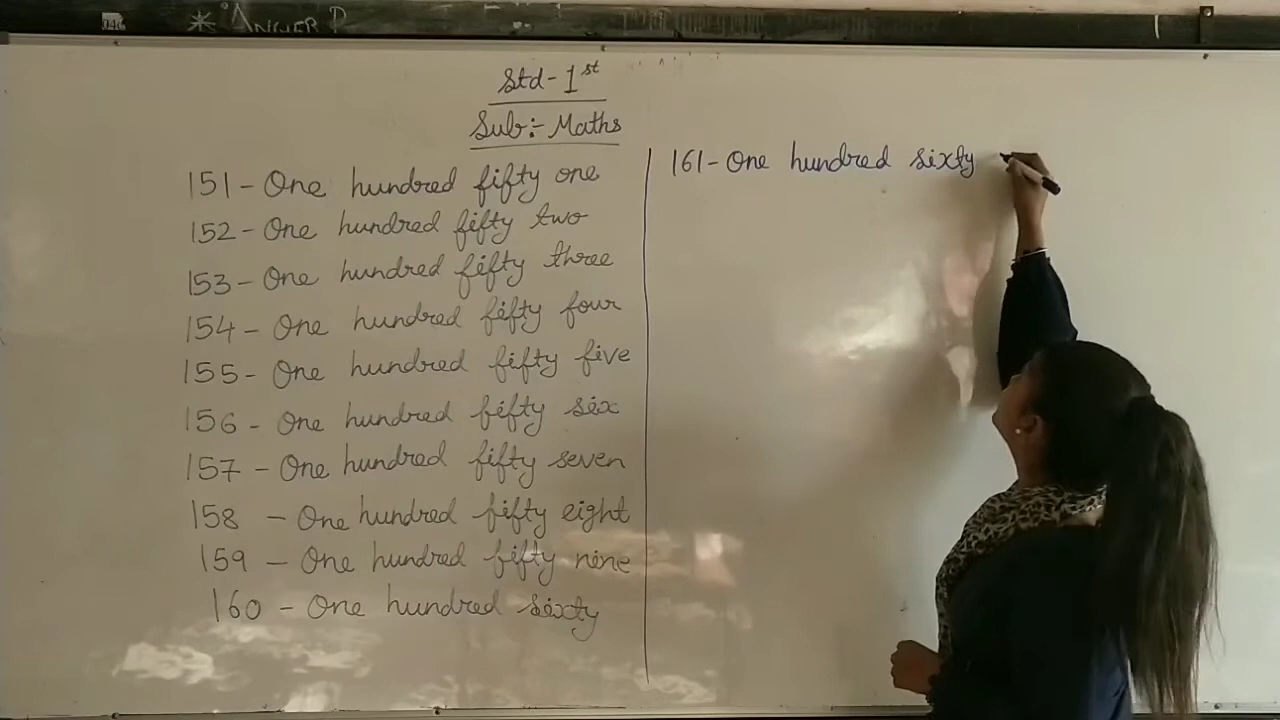 * ANSWER P
Std - 1st
Sub:- Maths
151 - One hundred fifty one
152 - One hundred fifty two
153 - One hundred fifty three
154 - One hundred fifty four
155 - One hundred fifty five
156 - One hundred fifty six
157 - One hundred fifty seven
158 - One hundred fifty eight
159 - One hundred fifty nine
160 - One hundred sixty
161 - One hundred sixty